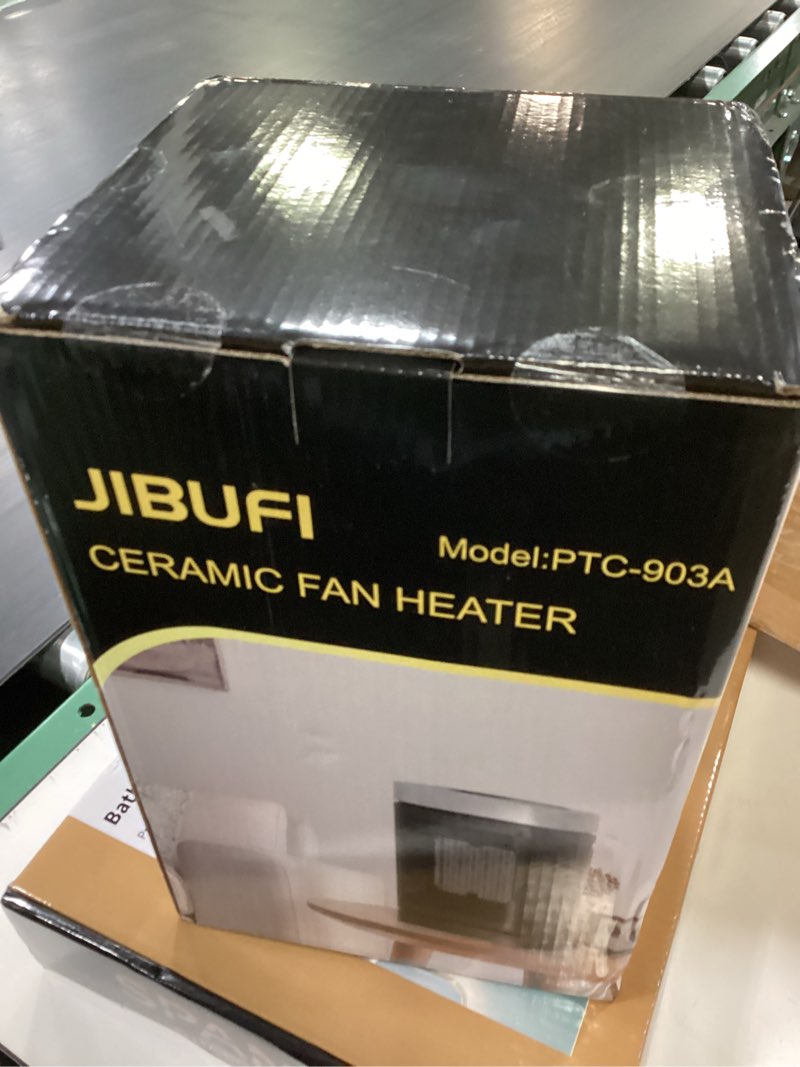 JIBUFI
Model:PTC-903A
CERAMIC FAN HEATER